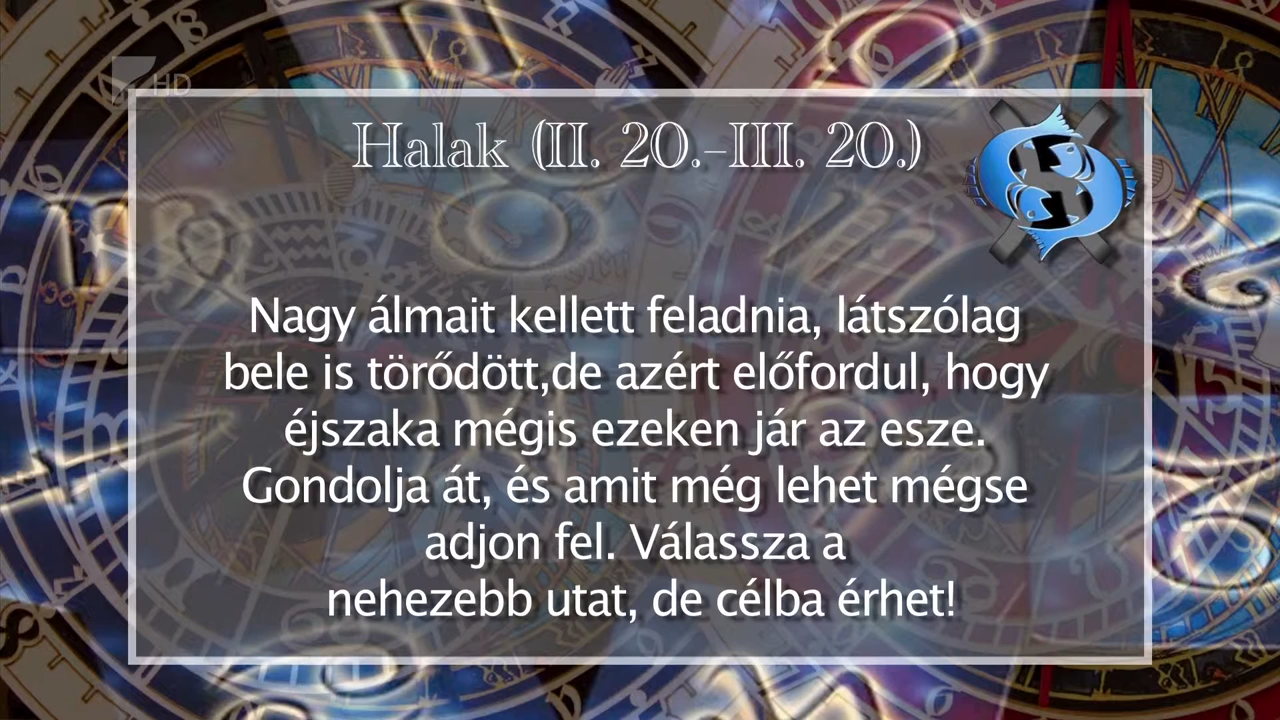 HD
Halak (II. 20.-III. 20.)
Nagy álmait kellett feladnia, látszólag
bele is törődött,de azért előfordul, hogy
éjszaka mégis ezeken jár az esze.
Gondolja át, és amit még lehet mégse
adjon fel. Válassza a
nehezebb utat, de célba érhet!